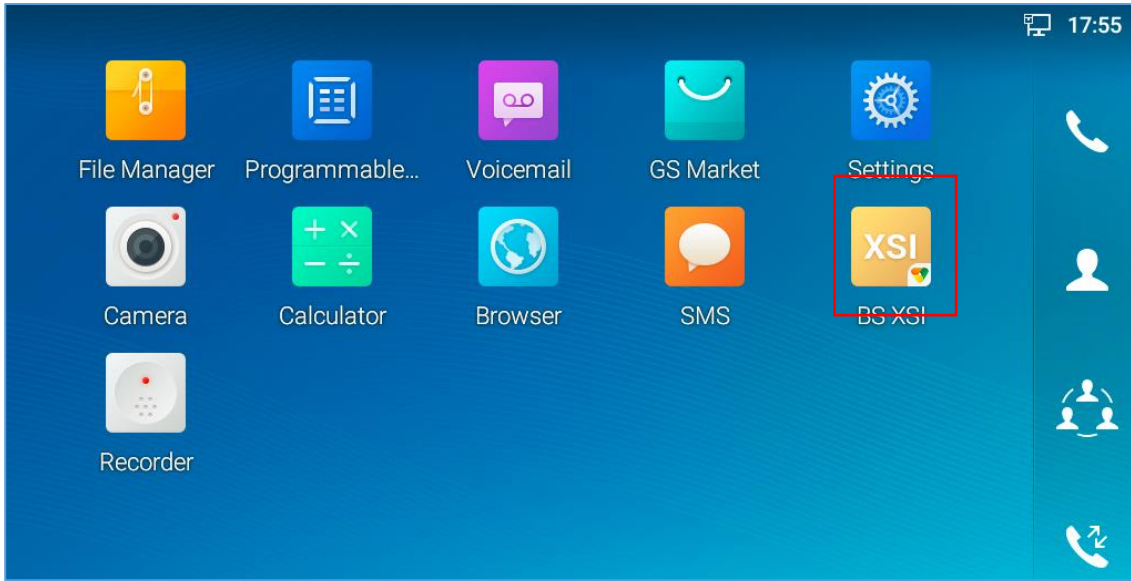 17:55
File Manager
Programmable...
Voicemail
GS Market
Settings
XSI
Camera
Calculator
Browser
SMS
BS XSI
Recorder